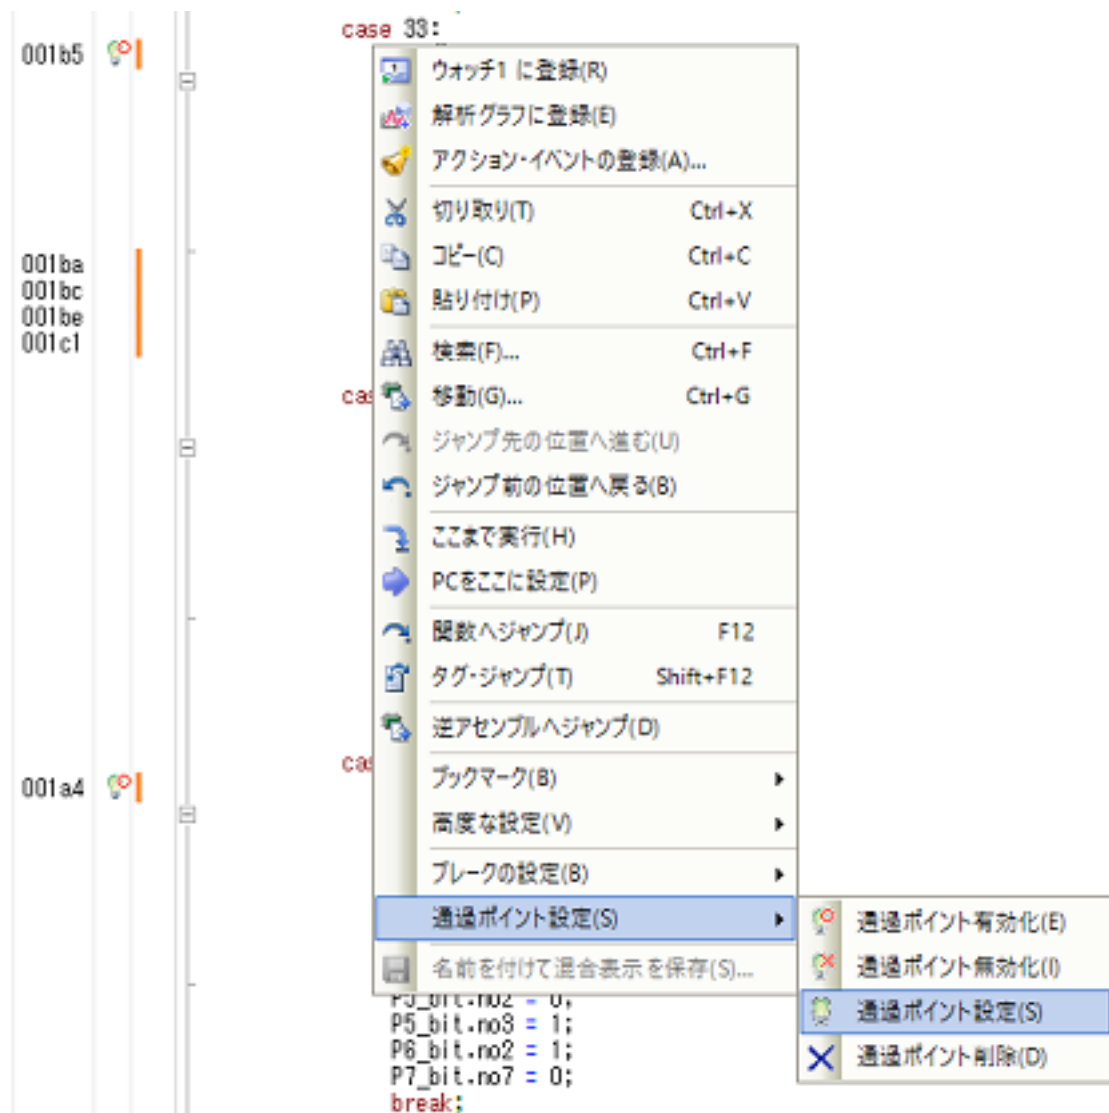 case 33:
001b5
ウォッチ1 に登録(R)
解析グラフに登録(E)
アクション・イベントの登録(A)...
切り取り(T) Ctrl+X
コピー(C) Ctrl+C
貼り付け(P) Ctrl+V
001ba
001bc
001be
001c1
検索(F)... Ctrl+F
移動(G)... Ctrl+G
ジャンプ先の位置へ進む(U)
ジャンプ前の位置へ戻る(B)
ここまで実行(H)
PCをここに設定(P)
関数へジャンプ(J) F12
タグ・ジャンプ(T) Shift+F12
逆アセンブルへジャンプ(D)
001a4
ブックマーク(B)
高度な設定(V)
ブレークの設定(B)
通過ポイント設定(S)
名前を付けて混合表示を保存(S)...
通過ポイント有効化(E)
通過ポイント無効化(I)
通過ポイント設定(S)
通過ポイント削除(D)
P5_bit.no2 = 0;
P5_bit.no3 = 1;
P6_bit.no2 = 1;
P7_bit.no7 = 0;
break;